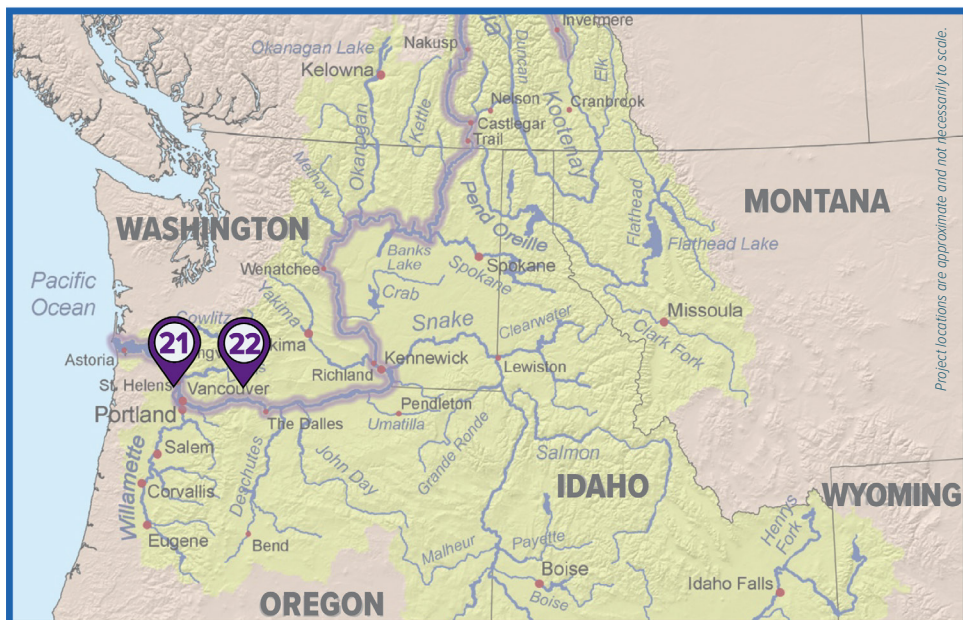 Invermere
Nakusp
Duncan
Okanagan Lake
Kelowna
Elk
Kettle
Nelson
Cranbrook
Kootenay
Castlegar
Trail
Okanagan
Methow
MONTANA
WASHINGTON
Pend Oreille
Flathead
Flathead Lake
Banks
Lake
Spokane
Spokane
Wenatchee
Pacific
Ocean
Crab
Yakima
Missoula
Snake
Clearwater
Clark Fork
Cowlitz
21
22
Astoria
Kennewick
Richland
Lewiston
St. Helens
Vancouver
Portland
The Dalles
Pendleton
Umatilla
Grande Ronde
Salem
Salmon
Willamette
Deschutes
John Day
IDAHO
WYOMING
Corvallis
Henrys
Fork
Eugene
Bend
Malheur
Payette
Boise
Boise
Idaho Falls
OREGON
Project locations are approximate and not necessarily to scale.